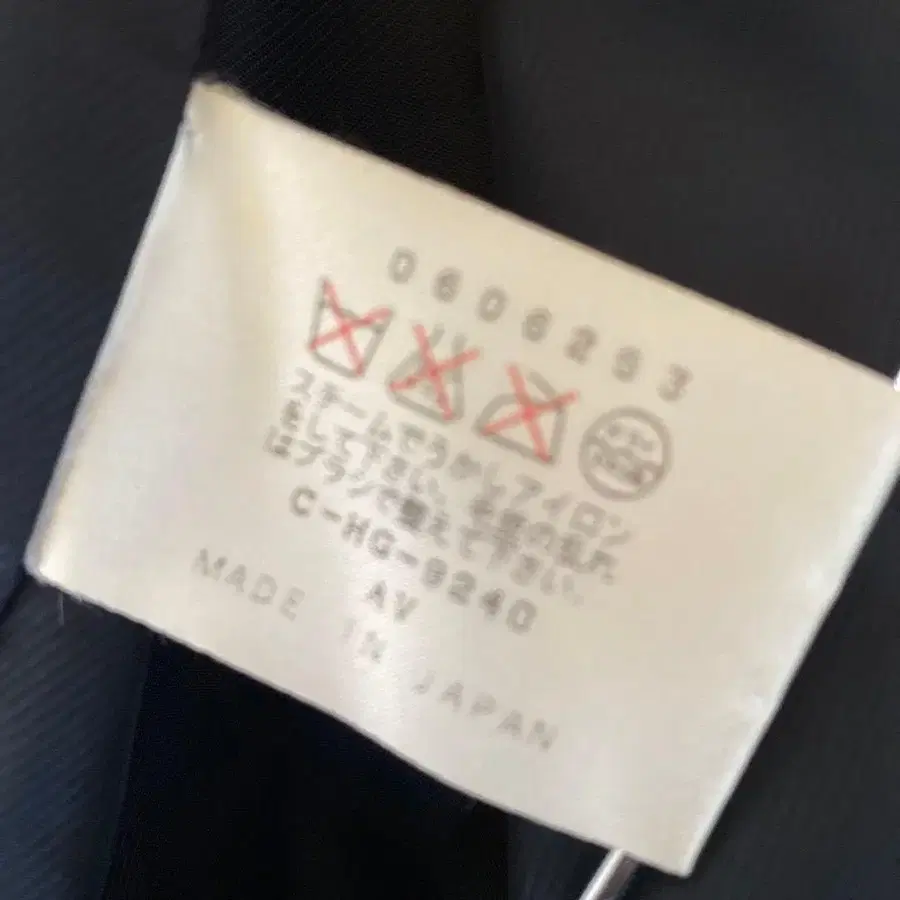 0606253
スチームでうかしアイロン
をして下さい。毛並の乱れ
はブラシで整えて下さい。
C-HG-9240
AV
MADE IN JAPAN